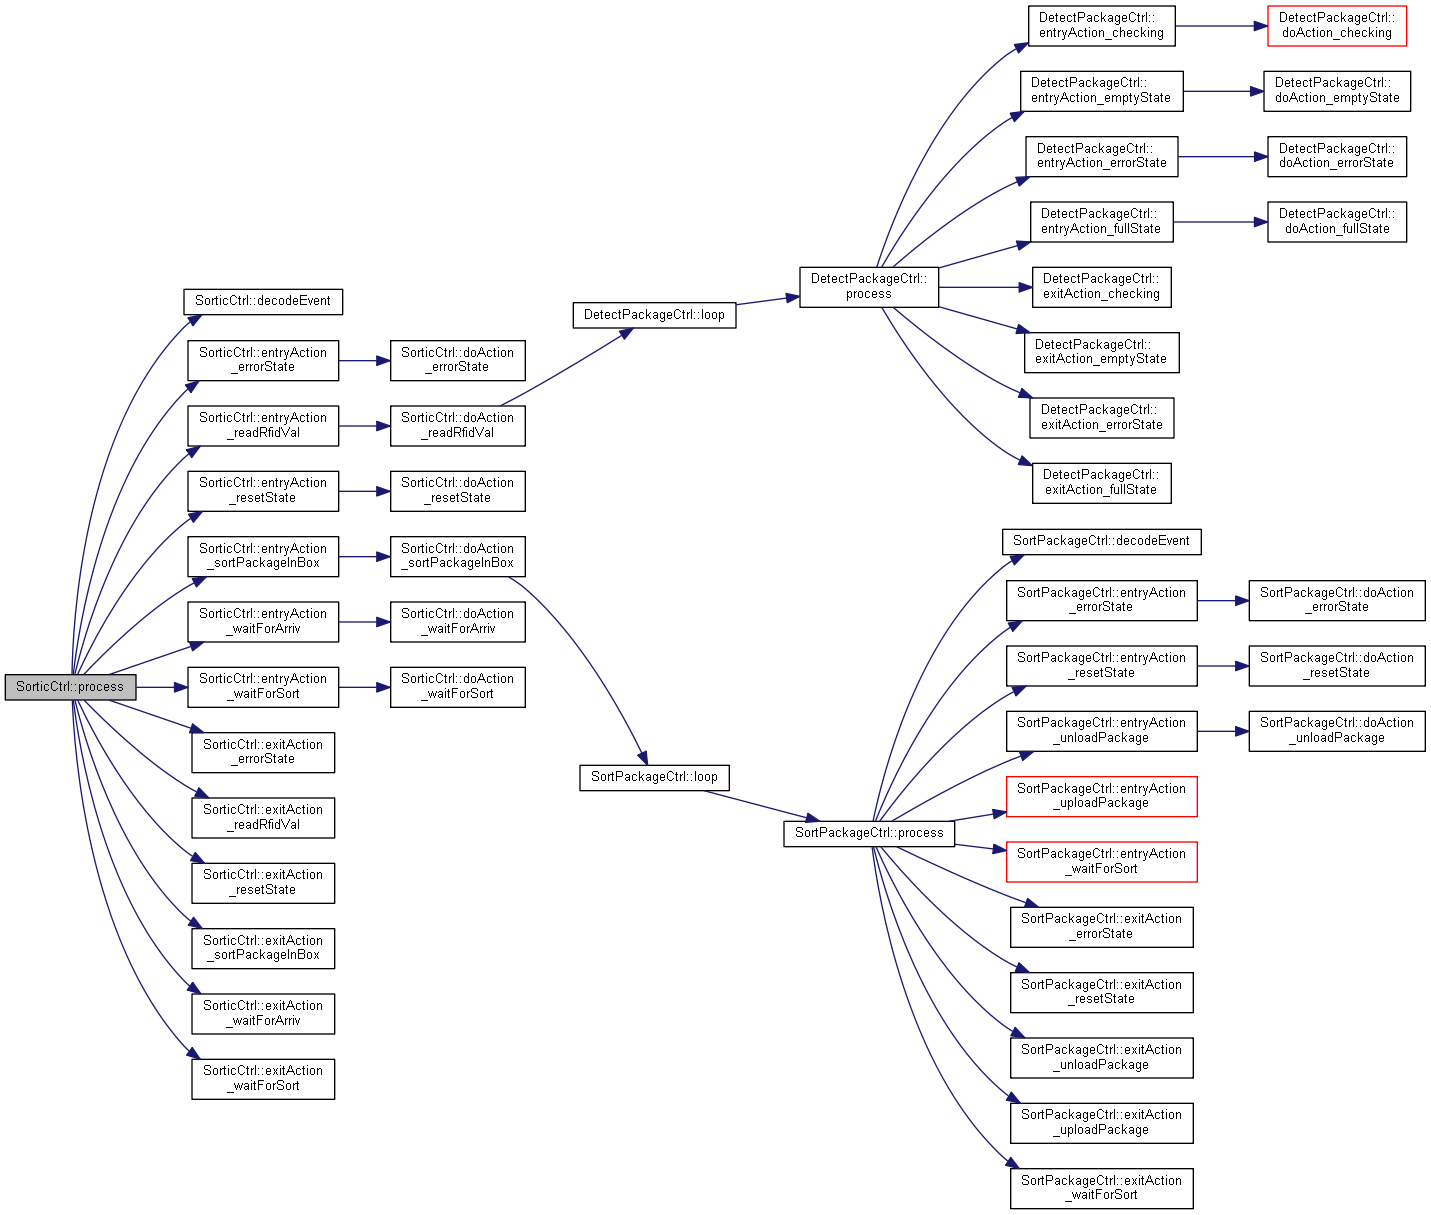 SorticCtrl::process
SorticCtrl::decodeEvent
SorticCtrl::entryAction
_errorState
SorticCtrl::entryAction
_readRfidVal
SorticCtrl::entryAction
_resetState
SorticCtrl::entryAction
_sortPackageInBox
SorticCtrl::entryAction
_waitForArriv
SorticCtrl::entryAction
_waitForSort
SorticCtrl::exitAction
_errorState
SorticCtrl::exitAction
_readRfidVal
SorticCtrl::exitAction
_resetState
SorticCtrl::exitAction
_sortPackageInBox
SorticCtrl::exitAction
_waitForArriv
SorticCtrl::exitAction
_waitForSort
SorticCtrl::doAction
_errorState
SorticCtrl::doAction
_readRfidVal
SorticCtrl::doAction
_resetState
SorticCtrl::doAction
_sortPackageInBox
SorticCtrl::doAction
_waitForArriv
SorticCtrl::doAction
_waitForSort
DetectPackageCtrl::loop
SortPackageCtrl::loop
DetectPackageCtrl::
process
SortPackageCtrl::process
DetectPackageCtrl::
entryAction_checking
DetectPackageCtrl::
entryAction_emptyState
DetectPackageCtrl::
entryAction_errorState
DetectPackageCtrl::
entryAction_fullState
DetectPackageCtrl::
exitAction_checking
DetectPackageCtrl::
exitAction_emptyState
DetectPackageCtrl::
exitAction_errorState
DetectPackageCtrl::
exitAction_fullState
SortPackageCtrl::decodeEvent
SortPackageCtrl::entryAction
_errorState
SortPackageCtrl::entryAction
_resetState
SortPackageCtrl::entryAction
_unloadPackage
SortPackageCtrl::entryAction
_uploadPackage
SortPackageCtrl::entryAction
_waitForSort
SortPackageCtrl::exitAction
_errorState
SortPackageCtrl::exitAction
_resetState
SortPackageCtrl::exitAction
_unloadPackage
SortPackageCtrl::exitAction
_uploadPackage
SortPackageCtrl::exitAction
_waitForSort
DetectPackageCtrl::
doAction_checking
DetectPackageCtrl::
doAction_emptyState
DetectPackageCtrl::
doAction_errorState
DetectPackageCtrl::
doAction_fullState
SortPackageCtrl::doAction
_errorState
SortPackageCtrl::doAction
_resetState
SortPackageCtrl::doAction
_unloadPackage